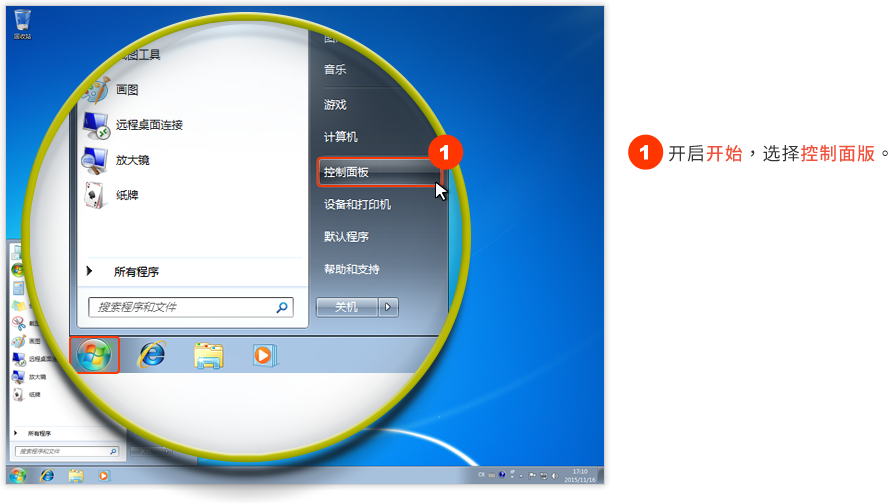 回收站
截图工具
画图
远程桌面连接
放大镜
纸牌
所有程序
搜索程序和文件
音乐
游戏
计算机
1
控制面板
设备和打印机
默认程序
帮助和支持
关机
画图
远程桌面连
放大镜
纸牌
所有程序
搜索程序和文件
17:10
2015/11/16
1 开启开始，选择控制面版。